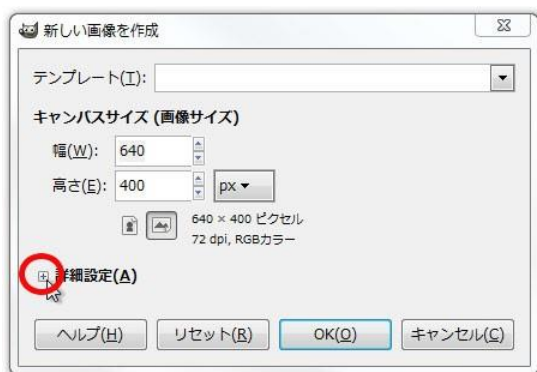 新しい画像を作成
テンプレート(T):
キャンバスサイズ (画像サイズ)
幅(W): 640
高さ(E): 400 px
640 × 400 ピクセル
72 dpi, RGBカラー
詳細設定(A)
ヘルプ(H) リセット(R) OK(O) キャンセル(C)